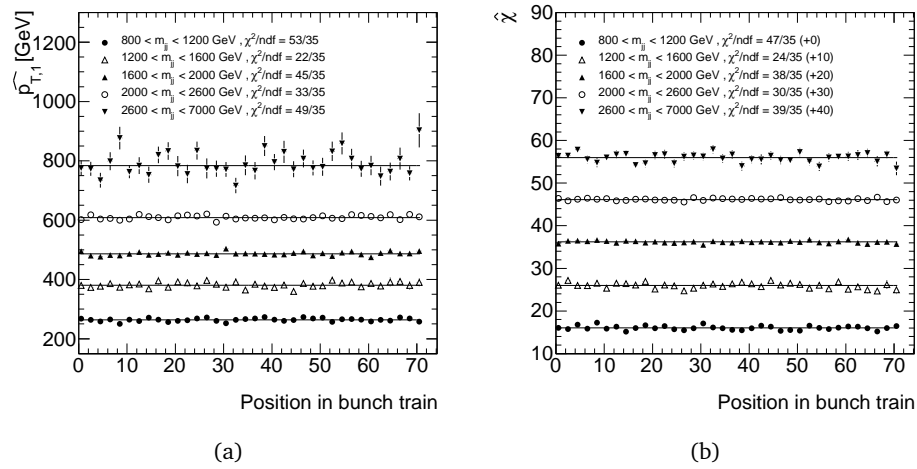 p̂T,1 [GeV]
1200
1000
800
600
400
200
0 10 20 30 40 50 60 70
Position in bunch train
800 < mjj < 1200 GeV , χ²/ndf = 53/35
1200 < mjj < 1600 GeV , χ²/ndf = 22/35
1600 < mjj < 2000 GeV , χ²/ndf = 45/35
2000 < mjj < 2600 GeV , χ²/ndf = 33/35
2600 < mjj < 7000 GeV , χ²/ndf = 49/35
(a)
χ̂
90
80
70
60
50
40
30
20
10
0 10 20 30 40 50 60 70
Position in bunch train
800 < mjj < 1200 GeV , χ²/ndf = 47/35 (+0)
1200 < mjj < 1600 GeV , χ²/ndf = 24/35 (+10)
1600 < mjj < 2000 GeV , χ²/ndf = 38/35 (+20)
2000 < mjj < 2600 GeV , χ²/ndf = 30/35 (+30)
2600 < mjj < 7000 GeV , χ²/ndf = 39/35 (+40)
(b)